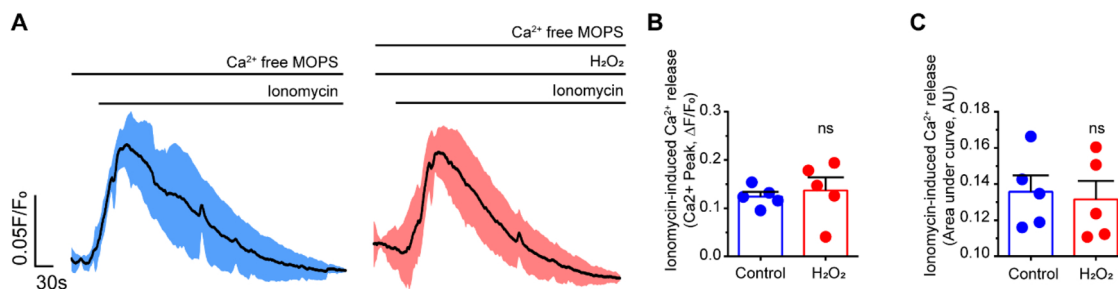 A
Ca²⁺ free MOPS
H₂O₂
Ionomycin
0.05F/F₀
30s
Ca²⁺ free MOPS
H₂O₂
Ionomycin
B
Ionomycin-induced Ca²⁺ release
(Ca2+ Peak, ΔF/F₀)
0.3
0.2
0.1
0.0
ns
Control
H₂O₂
C
Ionomycin-induced Ca²⁺ release
(Area under curve, AU)
0.18
0.16
0.14
0.12
0.10
ns
Control
H₂O₂